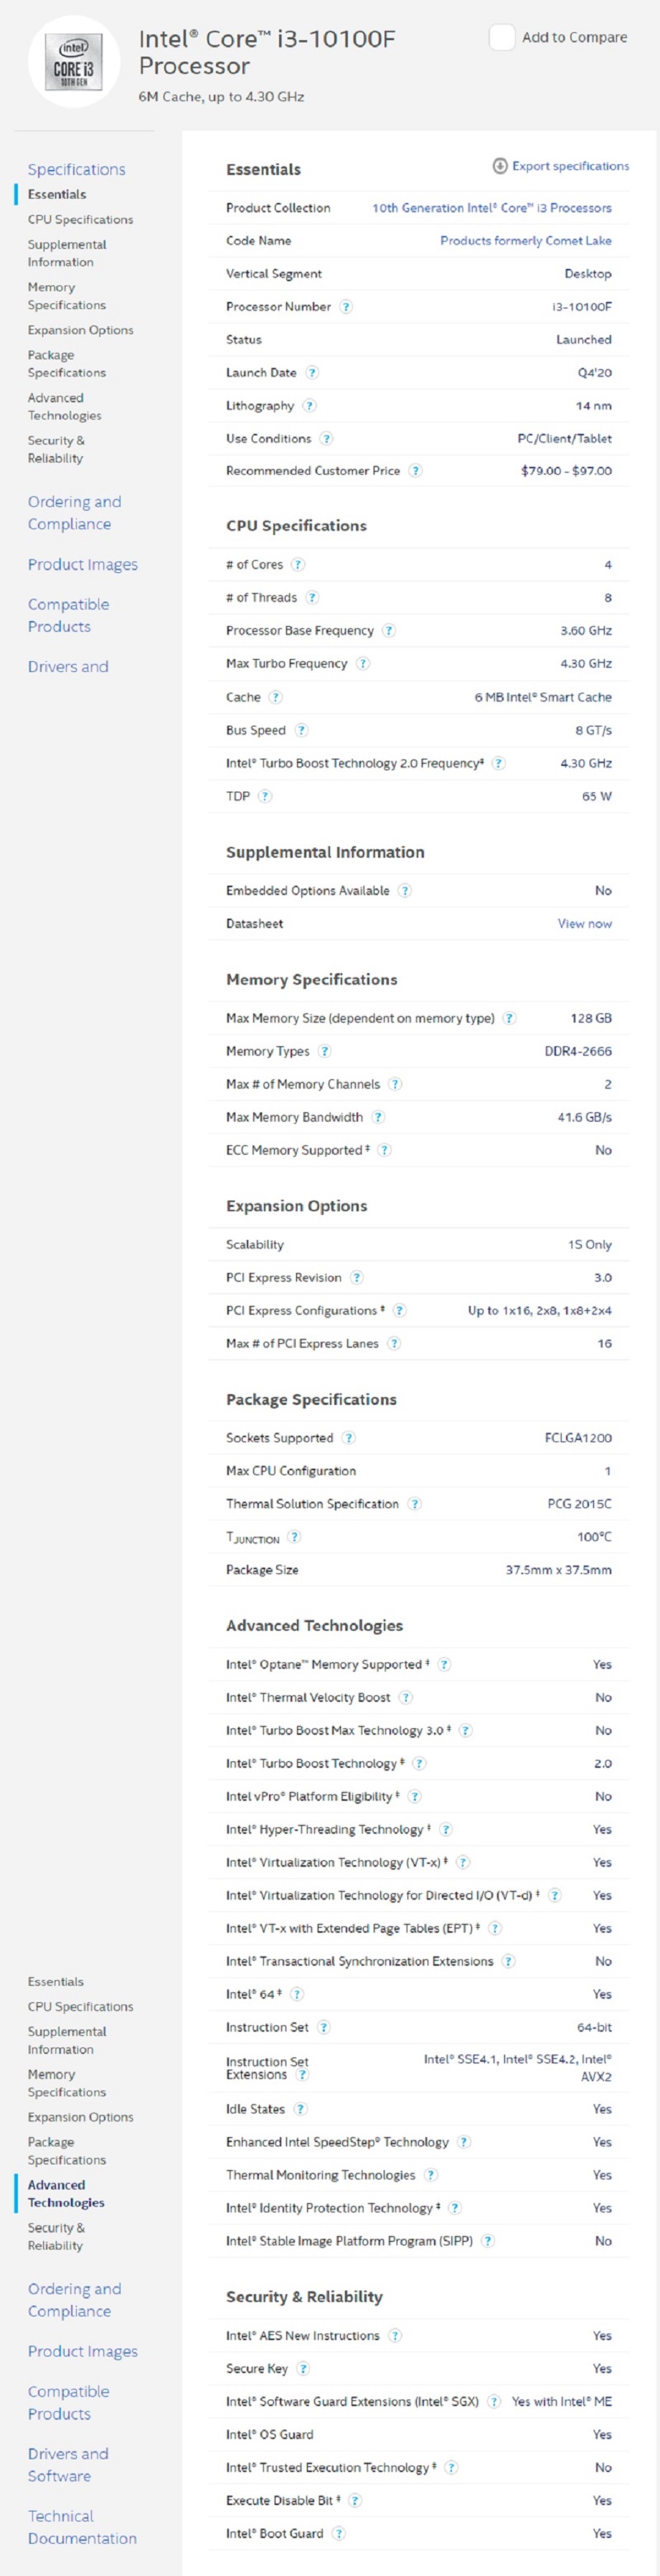 intel
CORE i3
10TH GEN
Intel® Core™ i3-10100F
Processor
6M Cache, up to 4.30 GHz
Add to Compare
Specifications
Essentials
CPU Specifications
Supplemental
Information
Memory
Specifications
Expansion Options
Package
Specifications
Advanced
Technologies
Security &
Reliability
Ordering and
Compliance
Product Images
Compatible
Products
Drivers and
Essentials
Export specifications
Product Collection 10th Generation Intel® Core™ i3 Processors
Code Name Products formerly Comet Lake
Vertical Segment Desktop
Processor Number ? i3-10100F
Status Launched
Launch Date ? Q4'20
Lithography ? 14 nm
Use Conditions ? PC/Client/Tablet
Recommended Customer Price ? $79.00 - $97.00
CPU Specifications
# of Cores ? 4
# of Threads ? 8
Processor Base Frequency ? 3.60 GHz
Max Turbo Frequency ? 4.30 GHz
Cache ? 6 MB Intel® Smart Cache
Bus Speed ? 8 GT/s
Intel® Turbo Boost Technology 2.0 Frequency‡ ? 4.30 GHz
TDP ? 65 W
Supplemental Information
Embedded Options Available ? No
Datasheet View now
Memory Specifications
Max Memory Size (dependent on memory type) ? 128 GB
Memory Types ? DDR4-2666
Max # of Memory Channels ? 2
Max Memory Bandwidth ? 41.6 GB/s
ECC Memory Supported ‡ ? No
Expansion Options
Scalability 1S Only
PCI Express Revision ? 3.0
PCI Express Configurations ‡ ? Up to 1x16, 2x8, 1x8+2x4
Max # of PCI Express Lanes ? 16
Package Specifications
Sockets Supported ? FCLGA1200
Max CPU Configuration 1
Thermal Solution Specification ? PCG 2015C
TJUNCTION ? 100°C
Package Size 37.5mm x 37.5mm
Advanced Technologies
Intel® Optane™ Memory Supported ‡ ? Yes
Intel® Thermal Velocity Boost ? No
Intel® Turbo Boost Max Technology 3.0 ‡ ? No
Intel® Turbo Boost Technology ‡ ? 2.0
Intel vPro® Platform Eligibility ‡ ? No
Intel® Hyper-Threading Technology ‡ ? Yes
Intel® Virtualization Technology (VT-x) ‡ ? Yes
Intel® Virtualization Technology for Directed I/O (VT-d) ‡ ? Yes
Intel® VT-x with Extended Page Tables (EPT) ‡ ? Yes
Intel® Transactional Synchronization Extensions ? No
Intel® 64 ‡ ? Yes
Instruction Set ? 64-bit
Instruction Set Intel® SSE4.1, Intel® SSE4.2, Intel®
Extensions ? AVX2
Idle States ? Yes
Enhanced Intel SpeedStep® Technology ? Yes
Thermal Monitoring Technologies ? Yes
Intel® Identity Protection Technology ‡ ? Yes
Intel® Stable Image Platform Program (SIPP) ? No
Essentials
CPU Specifications
Supplemental
Information
Memory
Specifications
Expansion Options
Package
Specifications
Advanced
Technologies
Security &
Reliability
Ordering and
Compliance
Product Images
Compatible
Products
Drivers and
Software
Technical
Documentation
Security & Reliability
Intel® AES New Instructions ? Yes
Secure Key ? Yes
Intel® Software Guard Extensions (Intel® SGX) ? Yes with Intel® ME
Intel® OS Guard Yes
Intel® Trusted Execution Technology ‡ ? No
Execute Disable Bit ‡ ? Yes
Intel® Boot Guard ? Yes